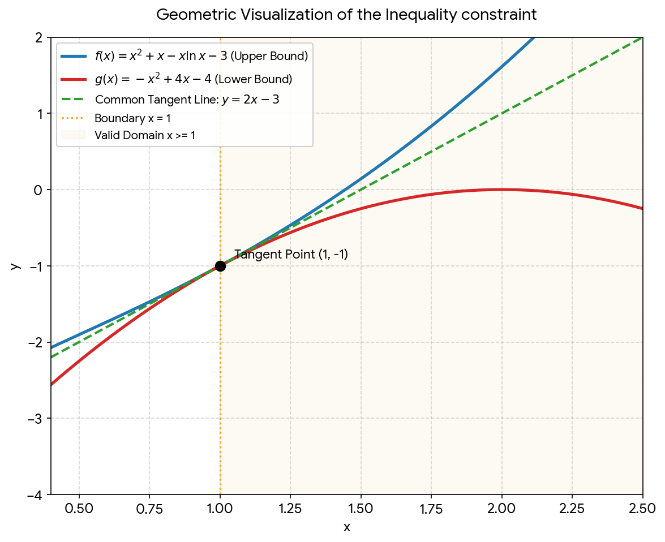 Geometric Visualization of the Inequality constraint
f(x) = x² + x − xln x − 3 (Upper Bound)
g(x) = − x² + 4x − 4 (Lower Bound)
Common Tangent Line: y = 2x − 3
Boundary x = 1
Valid Domain x >= 1
2
1
0
−1
−2
−3
−4
y
Tangent Point (1, -1)
0.50 0.75 1.00 1.25 1.50 1.75 2.00 2.25 2.50
x